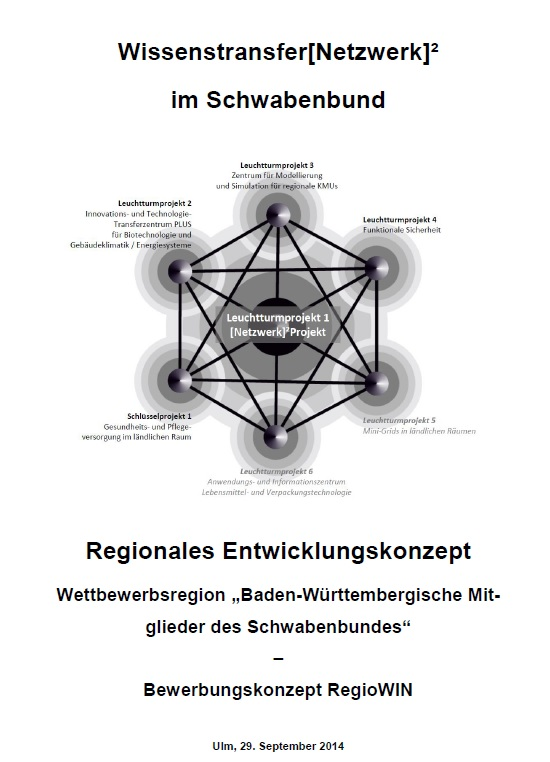 Wissenstransfer[Netzwerk]²
im Schwabenbund
Leuchtturmprojekt 3
Zentrum für Modellierung
und Simulation für regionale KMUs
Leuchtturmprojekt 2
Innovations- und Technologie-
Transferzentrum PLUS
für Biotechnologie und
Gebäudeklimatik / Energiesysteme
Leuchtturmprojekt 4
Funktionale Sicherheit
Leuchtturmprojekt 1
[Netzwerk]²Projekt
Schlüsselprojekt 1
Gesundheits- und Pflege-
versorgung im ländlichen Raum
Leuchtturmprojekt 5
Mini-Grids in ländlichen Räumen
Leuchtturmprojekt 6
Anwendungs- und Informationszentrum
Lebensmittel- und Verpackungstechnologie
Regionales Entwicklungskonzept
Wettbewerbsregion „Baden-Württembergische Mit-
glieder des Schwabenbundes“
–
Bewerbungskonzept RegioWIN
Ulm, 29. September 2014